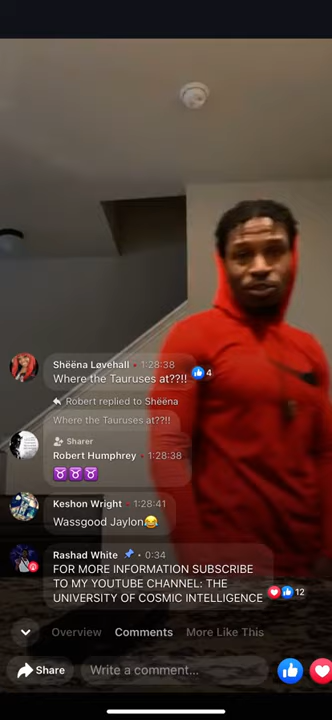 Shëëna Løvehall • 1:28:38
Where the Tauruses at??!!
4
Robert replied to Shëëna
Where the Tauruses at??!!
Sharer
Robert Humphrey • 1:28:38
♉♉♉
Keshon Wright • 1:28:41
Wassgood Jaylon😂
Rashad White 📌 • 0:34
FOR MORE INFORMATION SUBSCRIBE
TO MY YOUTUBE CHANNEL: THE
UNIVERSITY OF COSMIC INTELLIGENCE
12
Overview Comments More Like This
Share Write a comment...